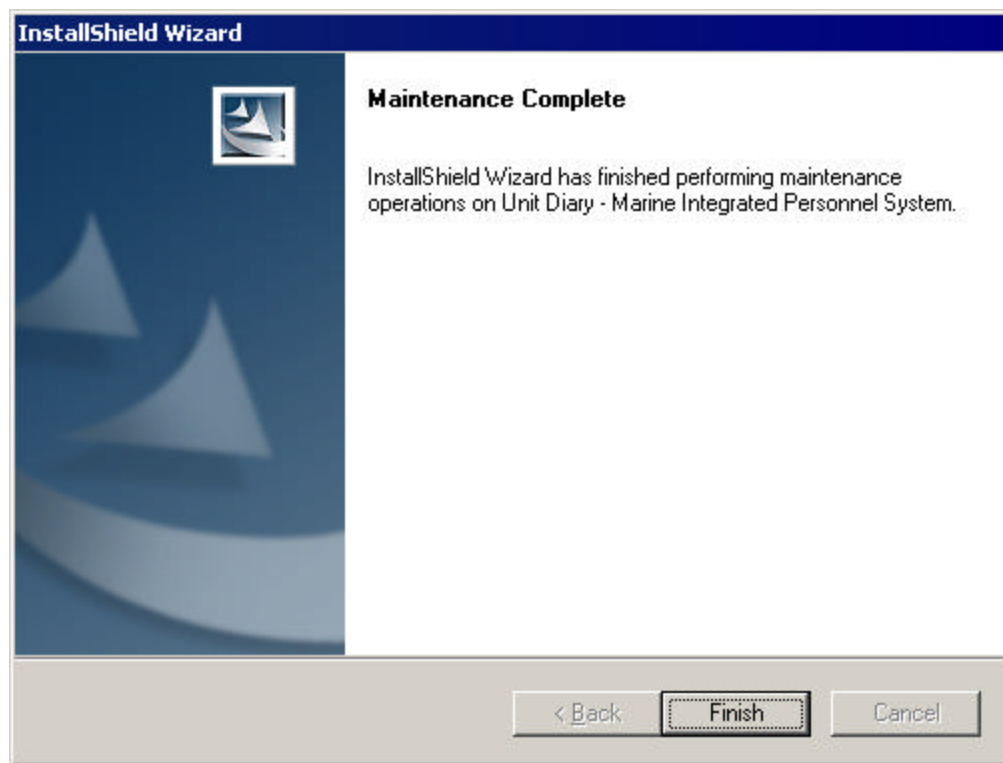 InstallShield Wizard
Maintenance Complete
InstallShield Wizard has finished performing maintenance
operations on Unit Diary - Marine Integrated Personnel System.
< Back
Finish
Cancel